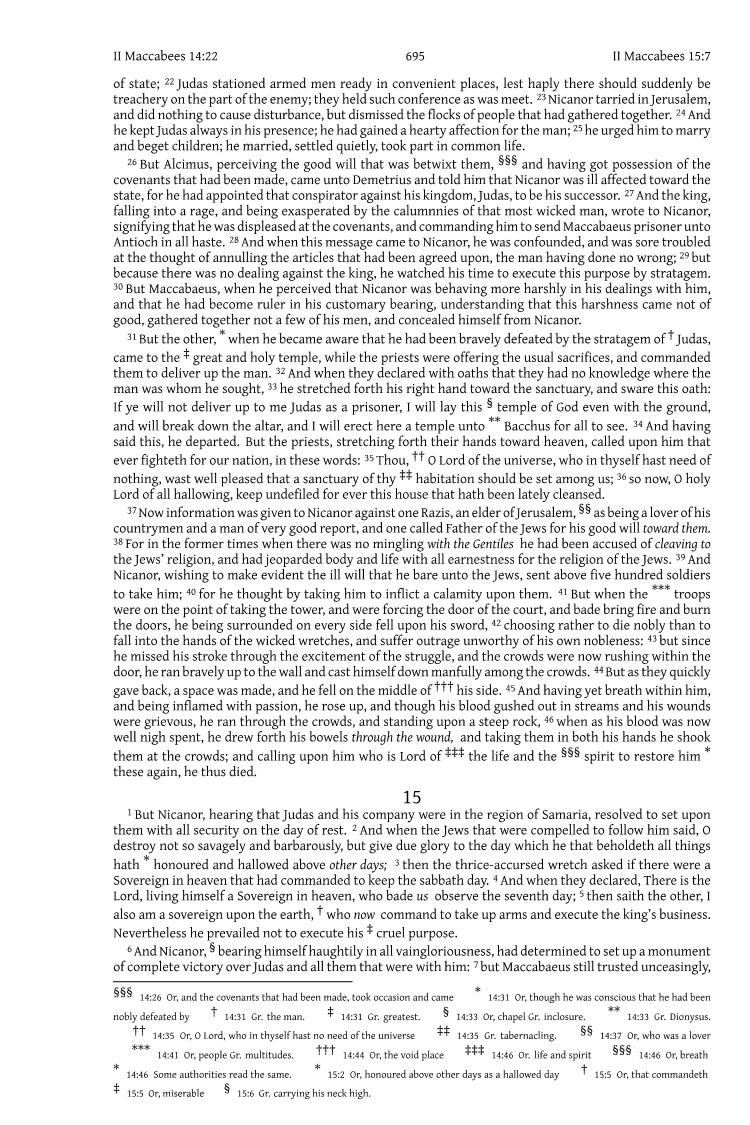 II Maccabees 14:22 695 II Maccabees 15:7
of state; 22 Judas stationed armed men ready in convenient places, lest haply there should suddenly be
treachery on the part of the enemy; they held such conference as was meet. 23 Nicanor tarried in Jerusalem,
and did nothing to cause disturbance, but dismissed the flocks of people that had gathered together. 24 And
he kept Judas always in his presence; he had gained a hearty affection for the man; 25 he urged him to marry
and beget children; he married, settled quietly, took part in common life.
26 But Alcimus, perceiving the good will that was betwixt them, §§§ and having got possession of the
covenants that had been made, came unto Demetrius and told him that Nicanor was ill affected toward the
state, for he had appointed that conspirator against his kingdom, Judas, to be his successor. 27 And the king,
falling into a rage, and being exasperated by the calumnies of that most wicked man, wrote to Nicanor,
signifying that he was displeased at the covenants, and commanding him to send Maccabaeus prisoner unto
Antioch in all haste. 28 And when this message came to Nicanor, he was confounded, and was sore troubled
at the thought of annulling the articles that had been agreed upon, the man having done no wrong; 29 but
because there was no dealing against the king, he watched his time to execute this purpose by stratagem.
30 But Maccabaeus, when he perceived that Nicanor was behaving more harshly in his dealings with him,
and that he had become ruler in his customary bearing, understanding that this harshness came not of
good, gathered together not a few of his men, and concealed himself from Nicanor.
31 But the other, * when he became aware that he had been bravely defeated by the stratagem of † Judas,
came to the ‡ great and holy temple, while the priests were offering the usual sacrifices, and commanded
them to deliver up the man. 32 And when they declared with oaths that they had no knowledge where the
man was whom he sought, 33 he stretched forth his right hand toward the sanctuary, and sware this oath:
If ye will not deliver up to me Judas as a prisoner, I will lay this § temple of God even with the ground,
and will break down the altar, and I will erect here a temple unto ** Bacchus for all to see. 34 And having
said this, he departed. But the priests, stretching forth their hands toward heaven, called upon him that
ever fighteth for our nation, in these words: 35 Thou, †† O Lord of the universe, who in thyself hast need of
nothing, wast well pleased that a sanctuary of thy ‡‡ habitation should be set among us; 36 so now, O holy
Lord of all hallowing, keep undefiled for ever this house that hath been lately cleansed.
37 Now information was given to Nicanor against one Razis, an elder of Jerusalem, §§ as being a lover of his
countrymen and a man of very good report, and one called Father of the Jews for his good will toward them.
38 For in the former times when there was no mingling with the Gentiles he had been accused of cleaving to
the Jews' religion, and had jeoparded body and life with all earnestness for the religion of the Jews. 39 And
Nicanor, wishing to make evident the ill will that he bare unto the Jews, sent above five hundred soldiers
to take him; 40 for he thought by taking him to inflict a calamity upon them. 41 But when the *** troops
were on the point of taking the tower, and were forcing the door of the court, and bade bring fire and burn
the doors, he being surrounded on every side fell upon his sword, 42 choosing rather to die nobly than to
fall into the hands of the wicked wretches, and suffer outrage unworthy of his own nobleness: 43 but since
he missed his stroke through the excitement of the struggle, and the crowds were now rushing within the
door, he ran bravely up to the wall and cast himself down manfully among the crowds. 44 But as they quickly
gave back, a space was made, and he fell on the middle of ††† his side. 45 And having yet breath within him,
and being inflamed with passion, he rose up, and though his blood gushed out in streams and his wounds
were grievous, he ran through the crowds, and standing upon a steep rock, 46 when as his blood was now
well nigh spent, he drew forth his bowels through the wound, and taking them in both his hands he shook
them at the crowds; and calling upon him who is Lord of ‡‡‡ the life and the §§§ spirit to restore him *
these again, he thus died.
15
1 But Nicanor, hearing that Judas and his company were in the region of Samaria, resolved to set upon
them with all security on the day of rest. 2 And when the Jews that were compelled to follow him said, O
destroy not so savagely and barbarously, but give due glory to the day which he that beholdeth all things
hath * honoured and hallowed above other days; 3 then the thrice-accursed wretch asked if there were a
Sovereign in heaven that had commanded to keep the sabbath day. 4 And when they declared, There is the
Lord, living himself a Sovereign in heaven, who bade us observe the seventh day; 5 then saith the other, I
also am a sovereign upon the earth, † who now command to take up arms and execute the king's business.
Nevertheless he prevailed not to execute his ‡ cruel purpose.
6 And Nicanor, § bearing himself haughtily in all vaingloriousness, had determined to set up a monument
of complete victory over Judas and all them that were with him: 7 but Maccabaeus still trusted unceasingly,
§§§ 14:26 Or, and the covenants that had been made, took occasion and came * 14:31 Or, though he was conscious that he had been
nobly defeated by † 14:31 Gr. the man. ‡ 14:31 Gr. greatest. § 14:33 Or, chapel Gr. inclosure. ** 14:33 Gr. Dionysus.
†† 14:35 Or, O Lord, who in thyself hast no need of the universe ‡‡ 14:35 Gr. tabernacling. §§ 14:37 Or, who was a lover
*** 14:41 Or, people Gr. multitudes. ††† 14:44 Or, the void place ‡‡‡ 14:46 Or. life and spirit §§§ 14:46 Or, breath
* 14:46 Some authorities read the same. * 15:2 Or, honoured above other days as a hallowed day † 15:5 Or, that commandeth
‡ 15:5 Or, miserable § 15:6 Gr. carrying his neck high.